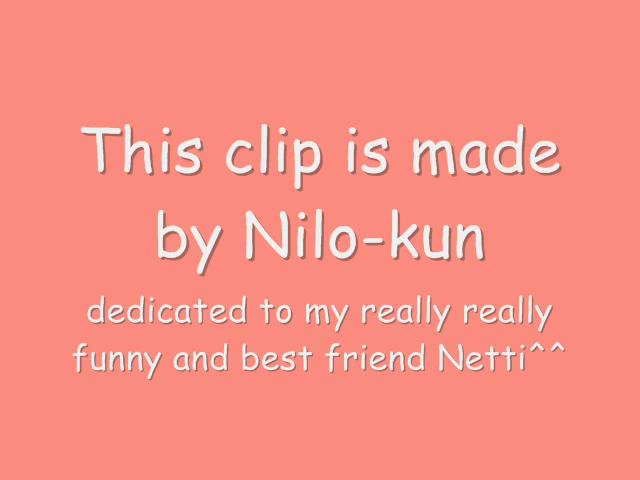 This clip is made
by Nilo-kun
dedicated to my really really
funny and best friend Netti^^